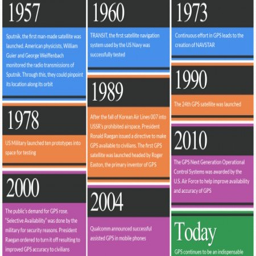 1957
Sputnik, the first man-made satellite was
launched. American physicists, William
Guier and George Weiffenbach
monitored the radio transmissions of
Sputnik. Through this, they could pinpoint
its location along its orbit
1960
TRANSIT, the first satellite navigation
system used by the US Navy was
successfully tested
1973
Continuous effort in GPS leads to the
creation of NAVSTAR
1978
US Military launched ten prototypes into
space for testing
1989
After the fall of Korean Air Lines 007 into
USSR's prohibited airspace, President
Ronald Reagan issued a directive to make
GPS available to civilians. The first GPS
satellite was launched headed by Roger
Easton, the primary inventor of GPS
1990
The 24th GPS satellite was launched
2000
The public's demand for GPS rose,
"Selective Availability" was done by the
military for security reasons. President
Reagan ordered to turn it off resulting to
improved GPS accuracy to civilians
2004
Qualcomm announced successful
assisted GPS in mobile phones
2010
The GPS Next Generation Operational
Control Systems was awarded by the
U.S. Air Force to help improve availability
and accuracy of GPS
Today
GPS continues to be an indispensable